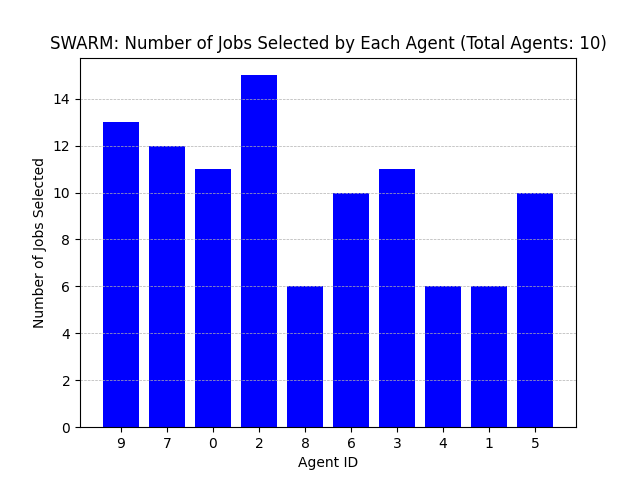 SWARM: Number of Jobs Selected by Each Agent (Total Agents: 10)
Number of Jobs Selected
14
12
10
8
6
4
2
0
9 7 0 2 8 6 3 4 1 5
Agent ID